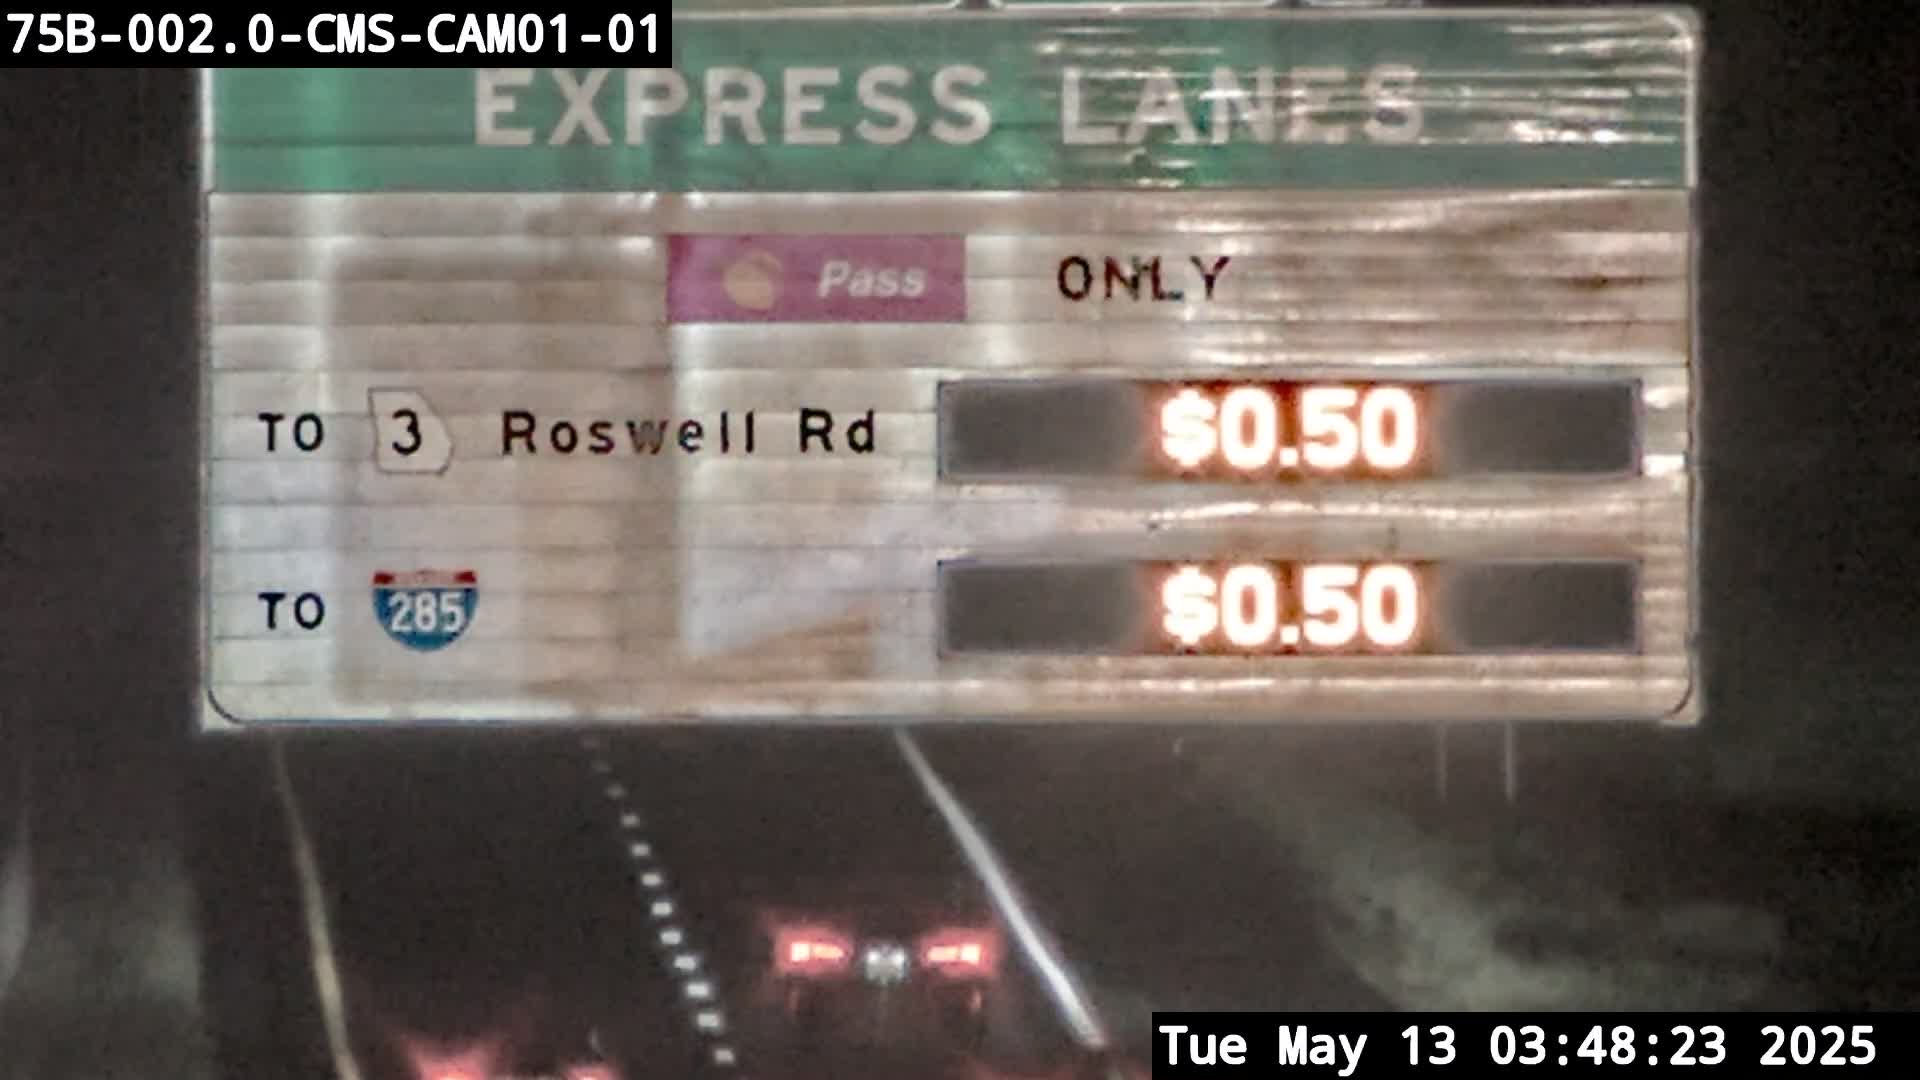 75B-002.0-CMS-CAM01-01
EXPRESS LANES
Pass ONLY
TO 3 Roswell Rd $0.50
TO 285 $0.50
Tue May 13 03:48:23 2025